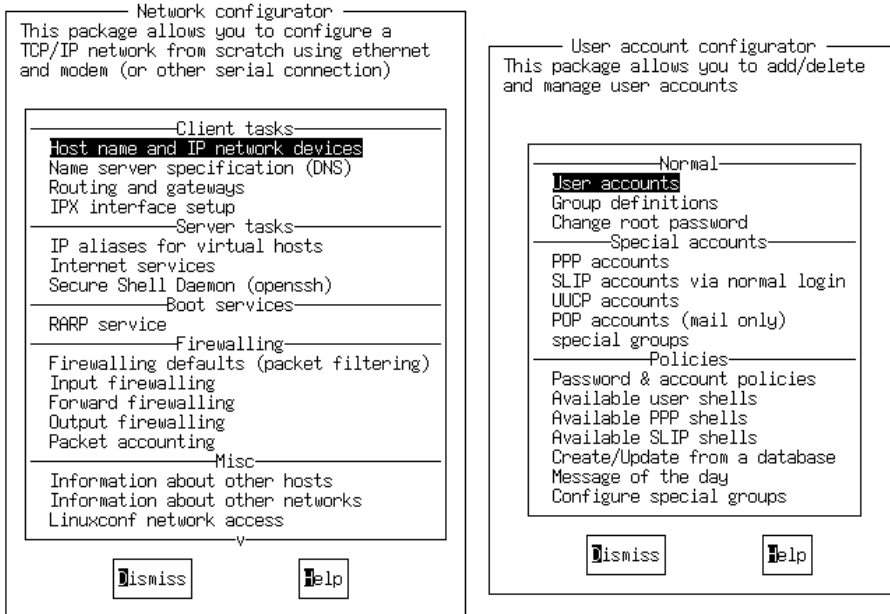 Network configurator
This package allows you to configure a
TCP/IP network from scratch using ethernet
and modem (or other serial connection)
Client tasks
Host name and IP network devices
Name server specification (DNS)
Routing and gateways
IPX interface setup
Server tasks
IP aliases for virtual hosts
Internet services
Secure Shell Daemon (openssh)
Boot services
RARP service
Firewalling
Firewalling defaults (packet filtering)
Input firewalling
Forward firewalling
Output firewalling
Packet accounting
Misc
Information about other hosts
Information about other networks
Linuxconf network access
v
Dismiss
Help
User account configurator
This package allows you to add/delete
and manage user accounts
Normal
User accounts
Group definitions
Change root password
Special accounts
PPP accounts
SLIP accounts via normal login
UUCP accounts
POP accounts (mail only)
special groups
Policies
Password & account policies
Available user shells
Available PPP shells
Available SLIP shells
Create/Update from a database
Message of the day
Configure special groups
Dismiss
Help